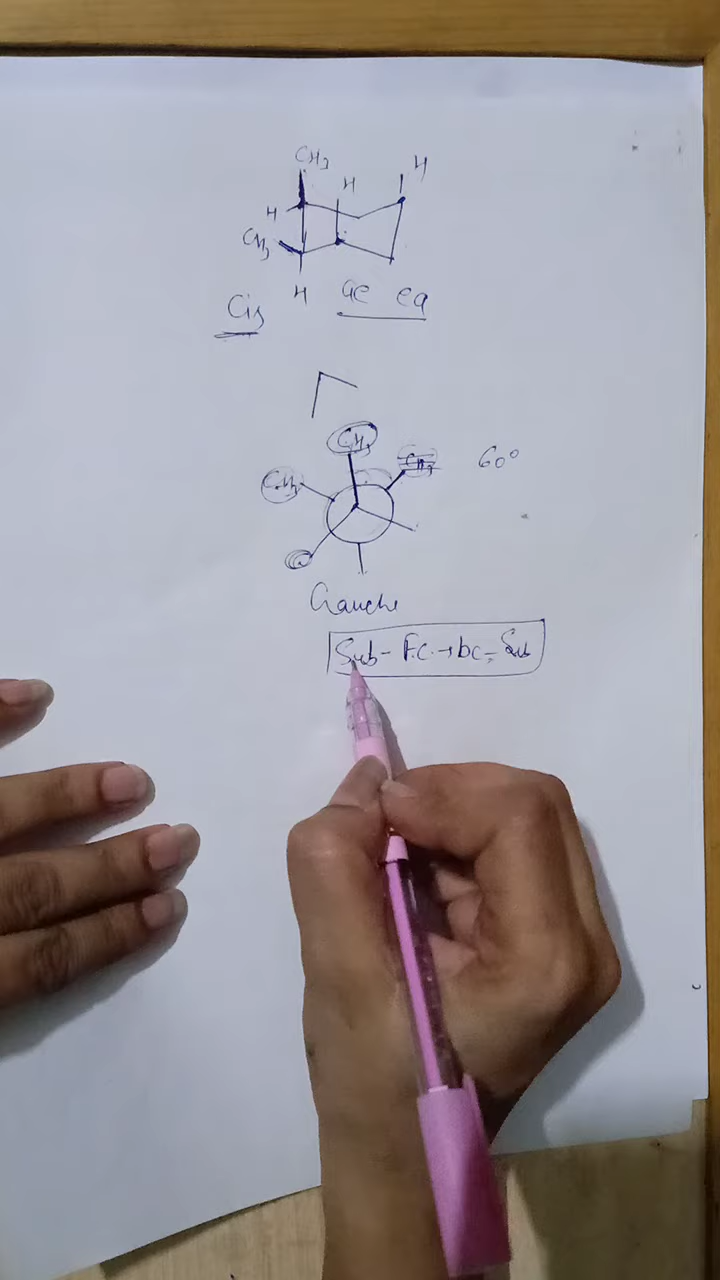 CH3
H
H
H
CH3
H
ae ea
Cis
CH3
CH3
CH3
60°
Gauche
Sub - F.C. → bc - Sub